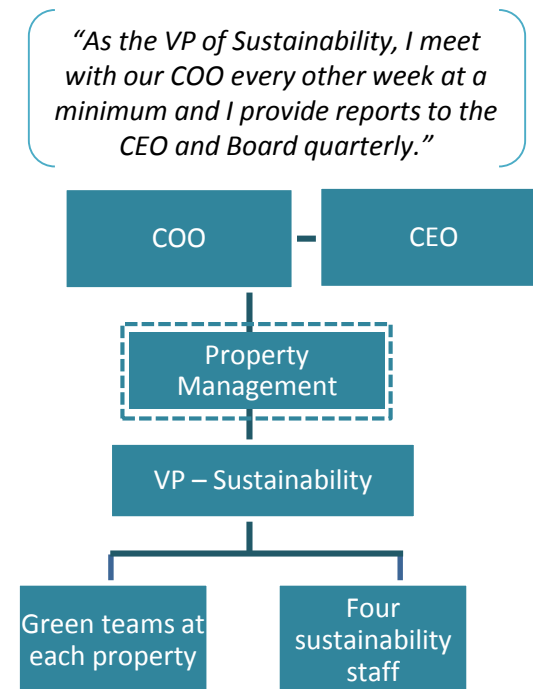 “As the VP of Sustainability, I meet
with our COO every other week at a
minimum and I provide reports to the
CEO and Board quarterly.”
COO
CEO
Property
Management
VP – Sustainability
Green teams at
each property
Four
sustainability
staff